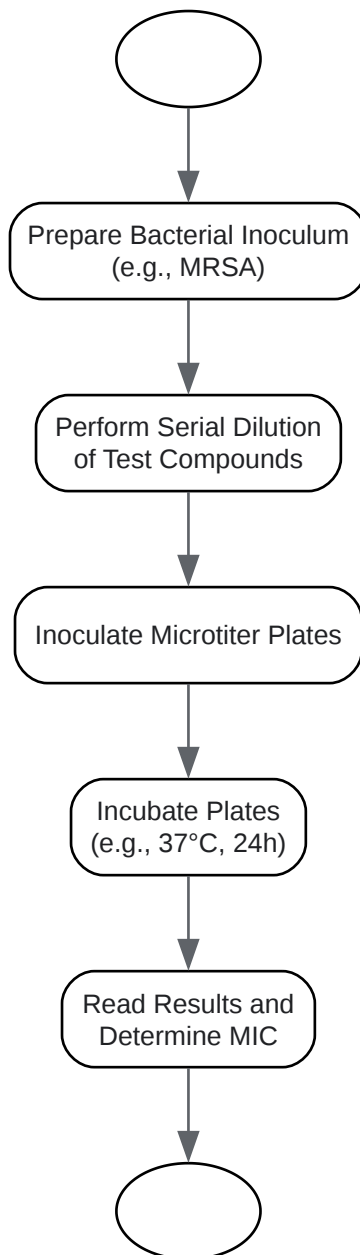 Prepare Bacterial Inoculum
(e.g., MRSA)
Perform Serial Dilution
of Test Compounds
Inoculate Microtiter Plates
Incubate Plates
(e.g., 37°C, 24h)
Read Results and
Determine MIC